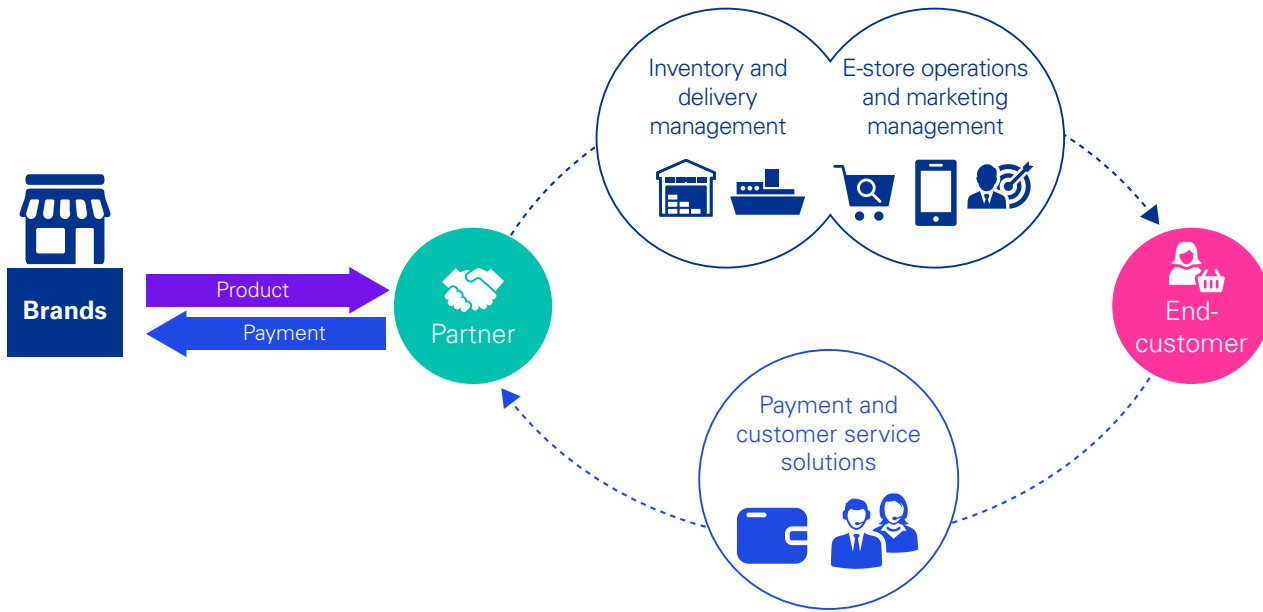 Inventory and
delivery
management
E-store operations
and marketing
management
Brands
Product
Payment
Partner
End-
customer
Payment and
customer service
solutions